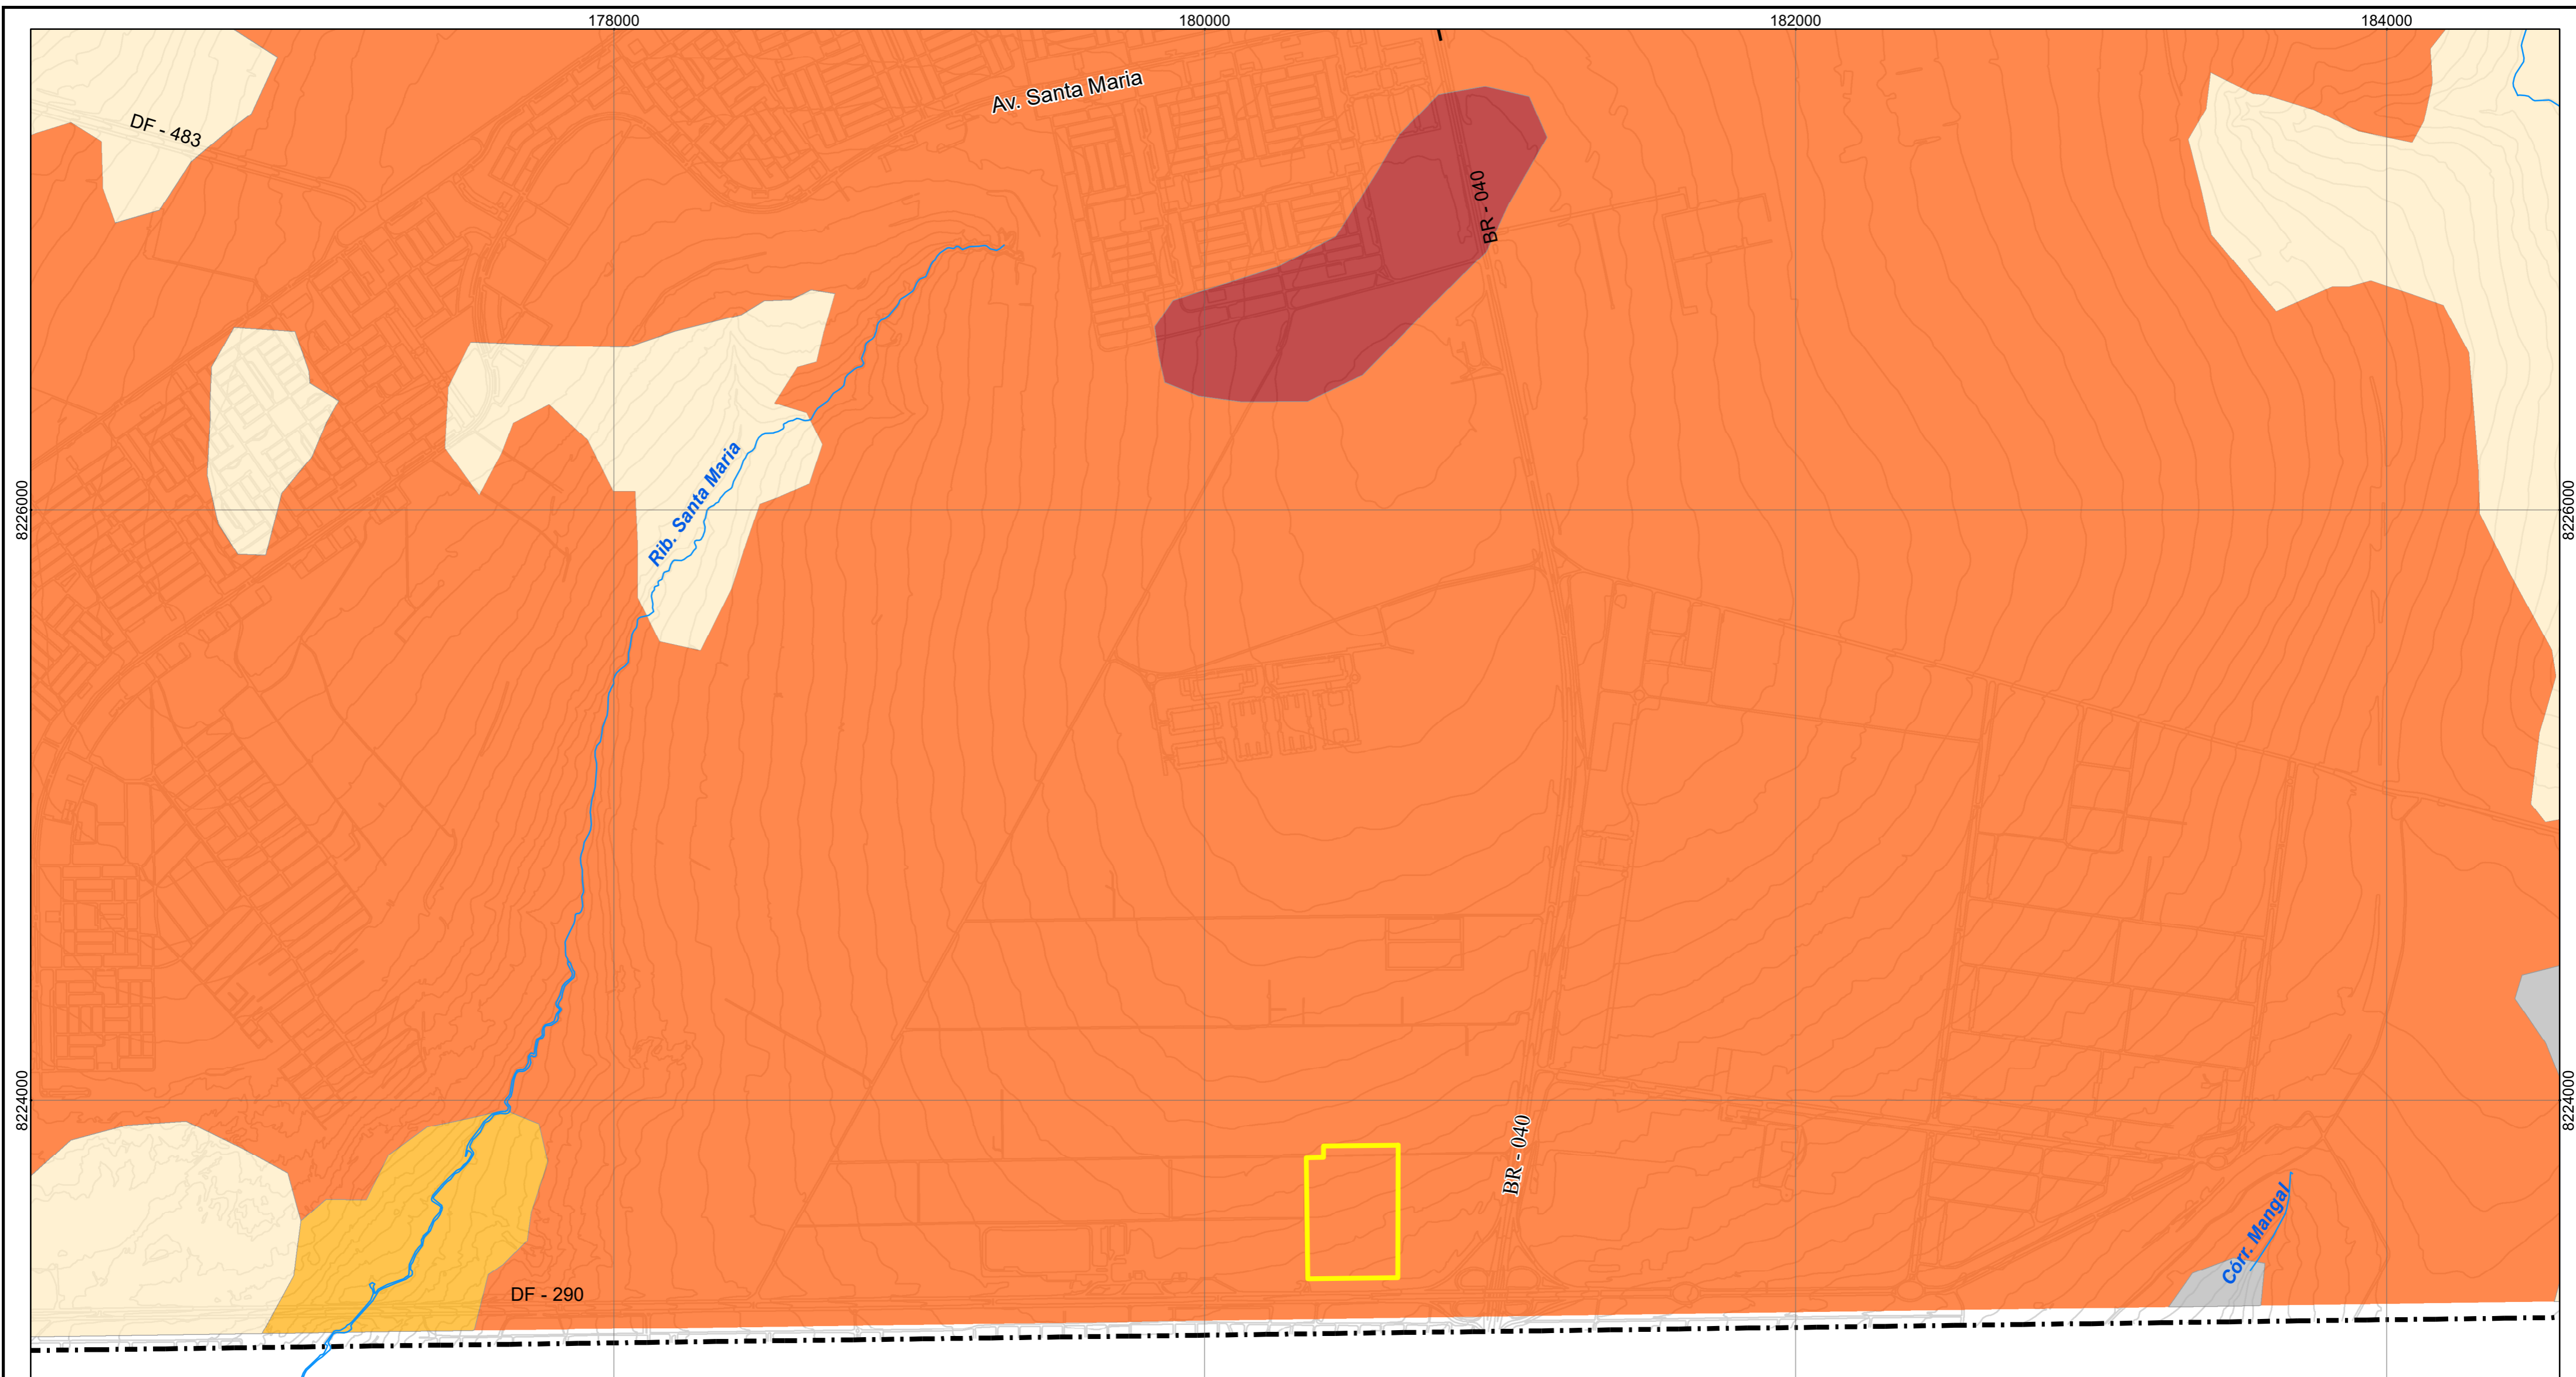 178000
180000
182000
184000
Av. Santa Maria
DF - 483
BR - 040
Rib. Santa Maria
8226000
8226000
8224000
8224000
BR - 040
Córr. Mangal
DF - 290